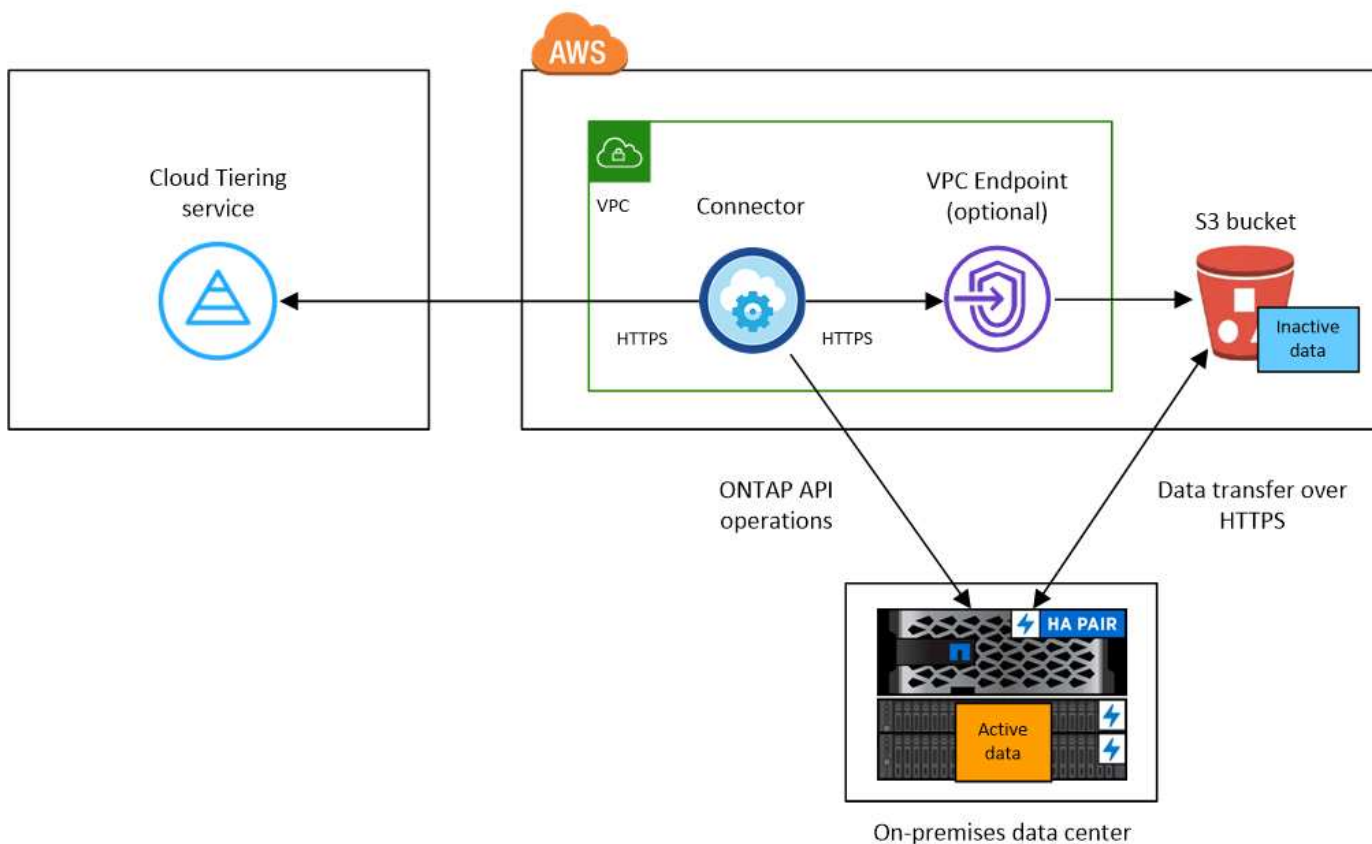 AWS
Cloud Tiering
service
VPC
Connector
VPC Endpoint
(optional)
S3 bucket
Inactive
data
HTTPS
HTTPS
ONTAP API
operations
Data transfer over
HTTPS
HA PAIR
Active
data
On-premises data center